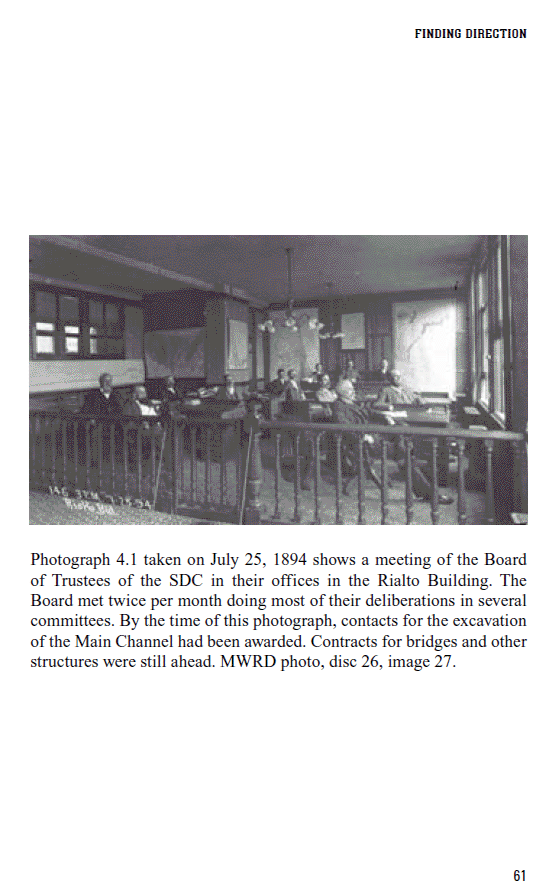 FINDING DIRECTION
7-25-94
Photograph 4.1 taken on July 25, 1894 shows a meeting of the Board
of Trustees of the SDC in their offices in the Rialto Building. The
Board met twice per month doing most of their deliberations in several
committees. By the time of this photograph, contacts for the excavation
of the Main Channel had been awarded. Contracts for bridges and other
structures were still ahead. MWRD photo, disc 26, image 27.
61